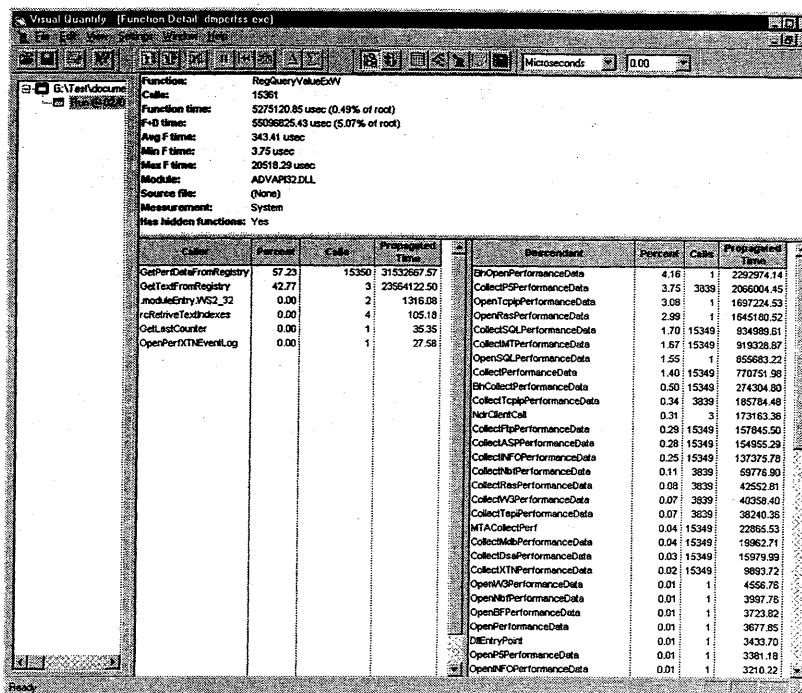 Visual Quantify - [Function Detail: dmperfss.exe]
File Edit View Settings Window Help
Microseconds 0.00
G:\Test\docume
Function: RegQueryValueExW
Calls: 15361
Function time: 5275120.85 usec (0.49% of root)
F+D time: 55096825.43 usec (5.07% of root)
Avg F time: 343.41 usec
Min F time: 3.75 usec
Max F time: 20518.29 usec
Module: ADVAPI32.DLL
Source file: (None)
Measurement: System
Has hidden functions: Yes
Caller Percent Calls Propagated Time
GetPerfDataFromRegistry 57.23 15350 31532667.57
GetTextFromRegistry 42.77 3 23564122.50
.moduleEntry.WS2_32 0.00 2 1316.08
rcRetriveTextIndexes 0.00 4 105.18
GetLastCounter 0.00 1 35.35
OpenPerfXTNEventLog 0.00 1 27.58
Descendant Percent Calls Propagated Time
BhOpenPerformanceData 4.16 1 2292974.14
CollectPSPerformanceData 3.75 3839 2066004.45
OpenTcpipPerformanceData 3.08 1 1697224.53
OpenRasPerformanceData 2.99 1 1645180.52
CollectSQLPerformanceData 1.70 15349 934989.61
CollectMTPerformanceData 1.67 15349 919328.87
OpenSQLPerformanceData 1.55 1 855683.22
CollectPerformanceData 1.40 15349 770751.98
BhCollectPerformanceData 0.50 15349 274304.80
CollectTcpipPerformanceData 0.34 3839 185784.48
NdrClientCall 0.31 3 173163.36
CollectFtpPerformanceData 0.29 15349 157845.50
CollectASPPerformanceData 0.28 15349 154955.29
CollectINFOPerformanceData 0.25 15349 137375.78
CollectNbfPerformanceData 0.11 3839 59776.90
CollectRasPerformanceData 0.08 3839 42552.81
CollectW3PerformanceData 0.07 3839 40358.40
CollectTapiPerformanceData 0.07 3839 38240.36
MTACollectPerf 0.04 15349 22865.53
CollectMdbPerformanceData 0.04 15349 19962.71
CollectDsaPerformanceData 0.03 15349 15979.99
CollectXTNPerformanceData 0.02 15349 9893.72
OpenW3PerformanceData 0.01 1 4556.76
OpenNbfPerformanceData 0.01 1 3997.76
OpenBFPerformanceData 0.01 1 3723.82
OpenPerformanceData 0.01 1 3677.85
DllEntryPoint 0.01 1 3433.70
OpenPSPerformanceData 0.01 1 3381.18
OpenINFOPerformanceData 0.01 1 3210.22
Ready